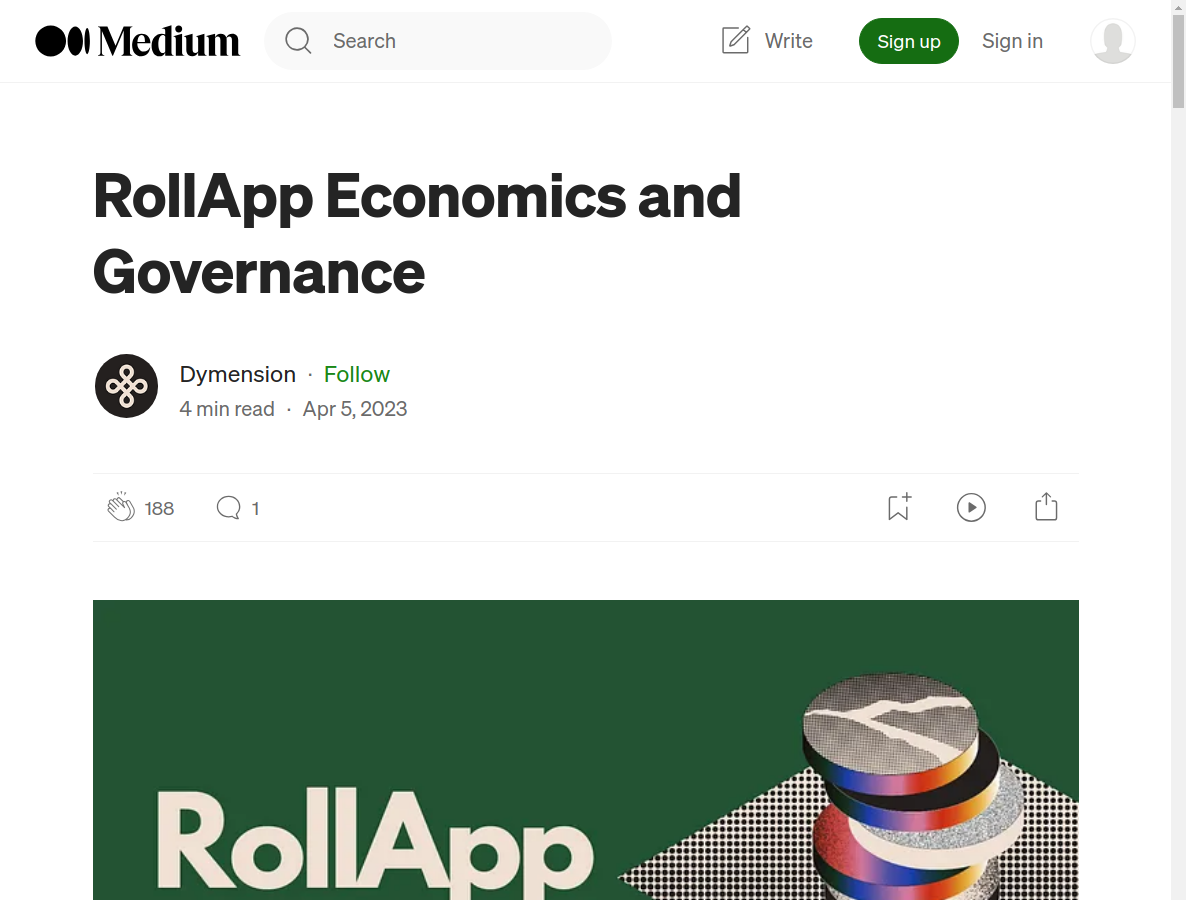 Medium
Search
Write
Sign up
Sign in
RollApp Economics and
Governance
Dymension · Follow
4 min read · Apr 5, 2023
188
1
RollApp